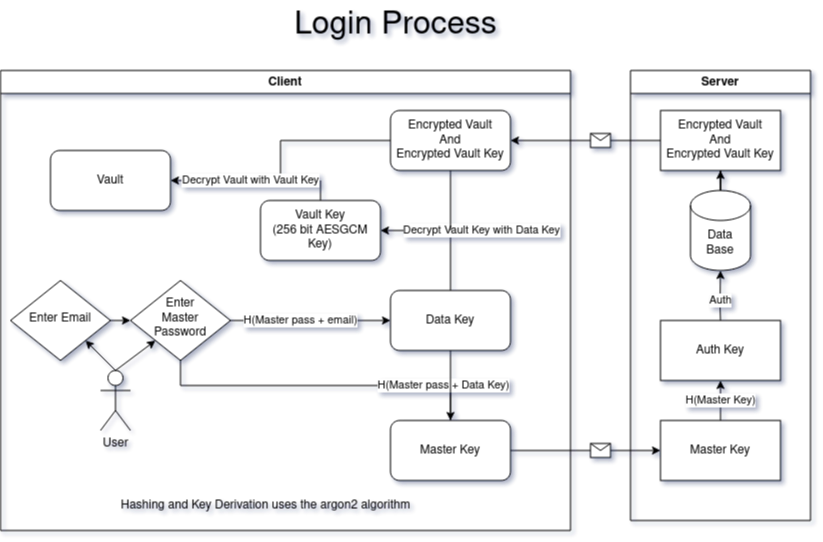 Login Process
Client
Server
Encrypted Vault
And
Encrypted Vault Key
Encrypted Vault
And
Encrypted Vault Key
Vault
Decrypt Vault with Vault Key
Vault Key
(256 bit AESGCM
Key)
Decrypt Vault Key with Data Key
Data
Base
Enter Email
Enter
Master
Password
H(Master pass + email)
Data Key
Auth
Auth Key
H(Master pass + Data Key)
H(Master Key)
User
Master Key
Master Key
Hashing and Key Derivation uses the argon2 algorithm